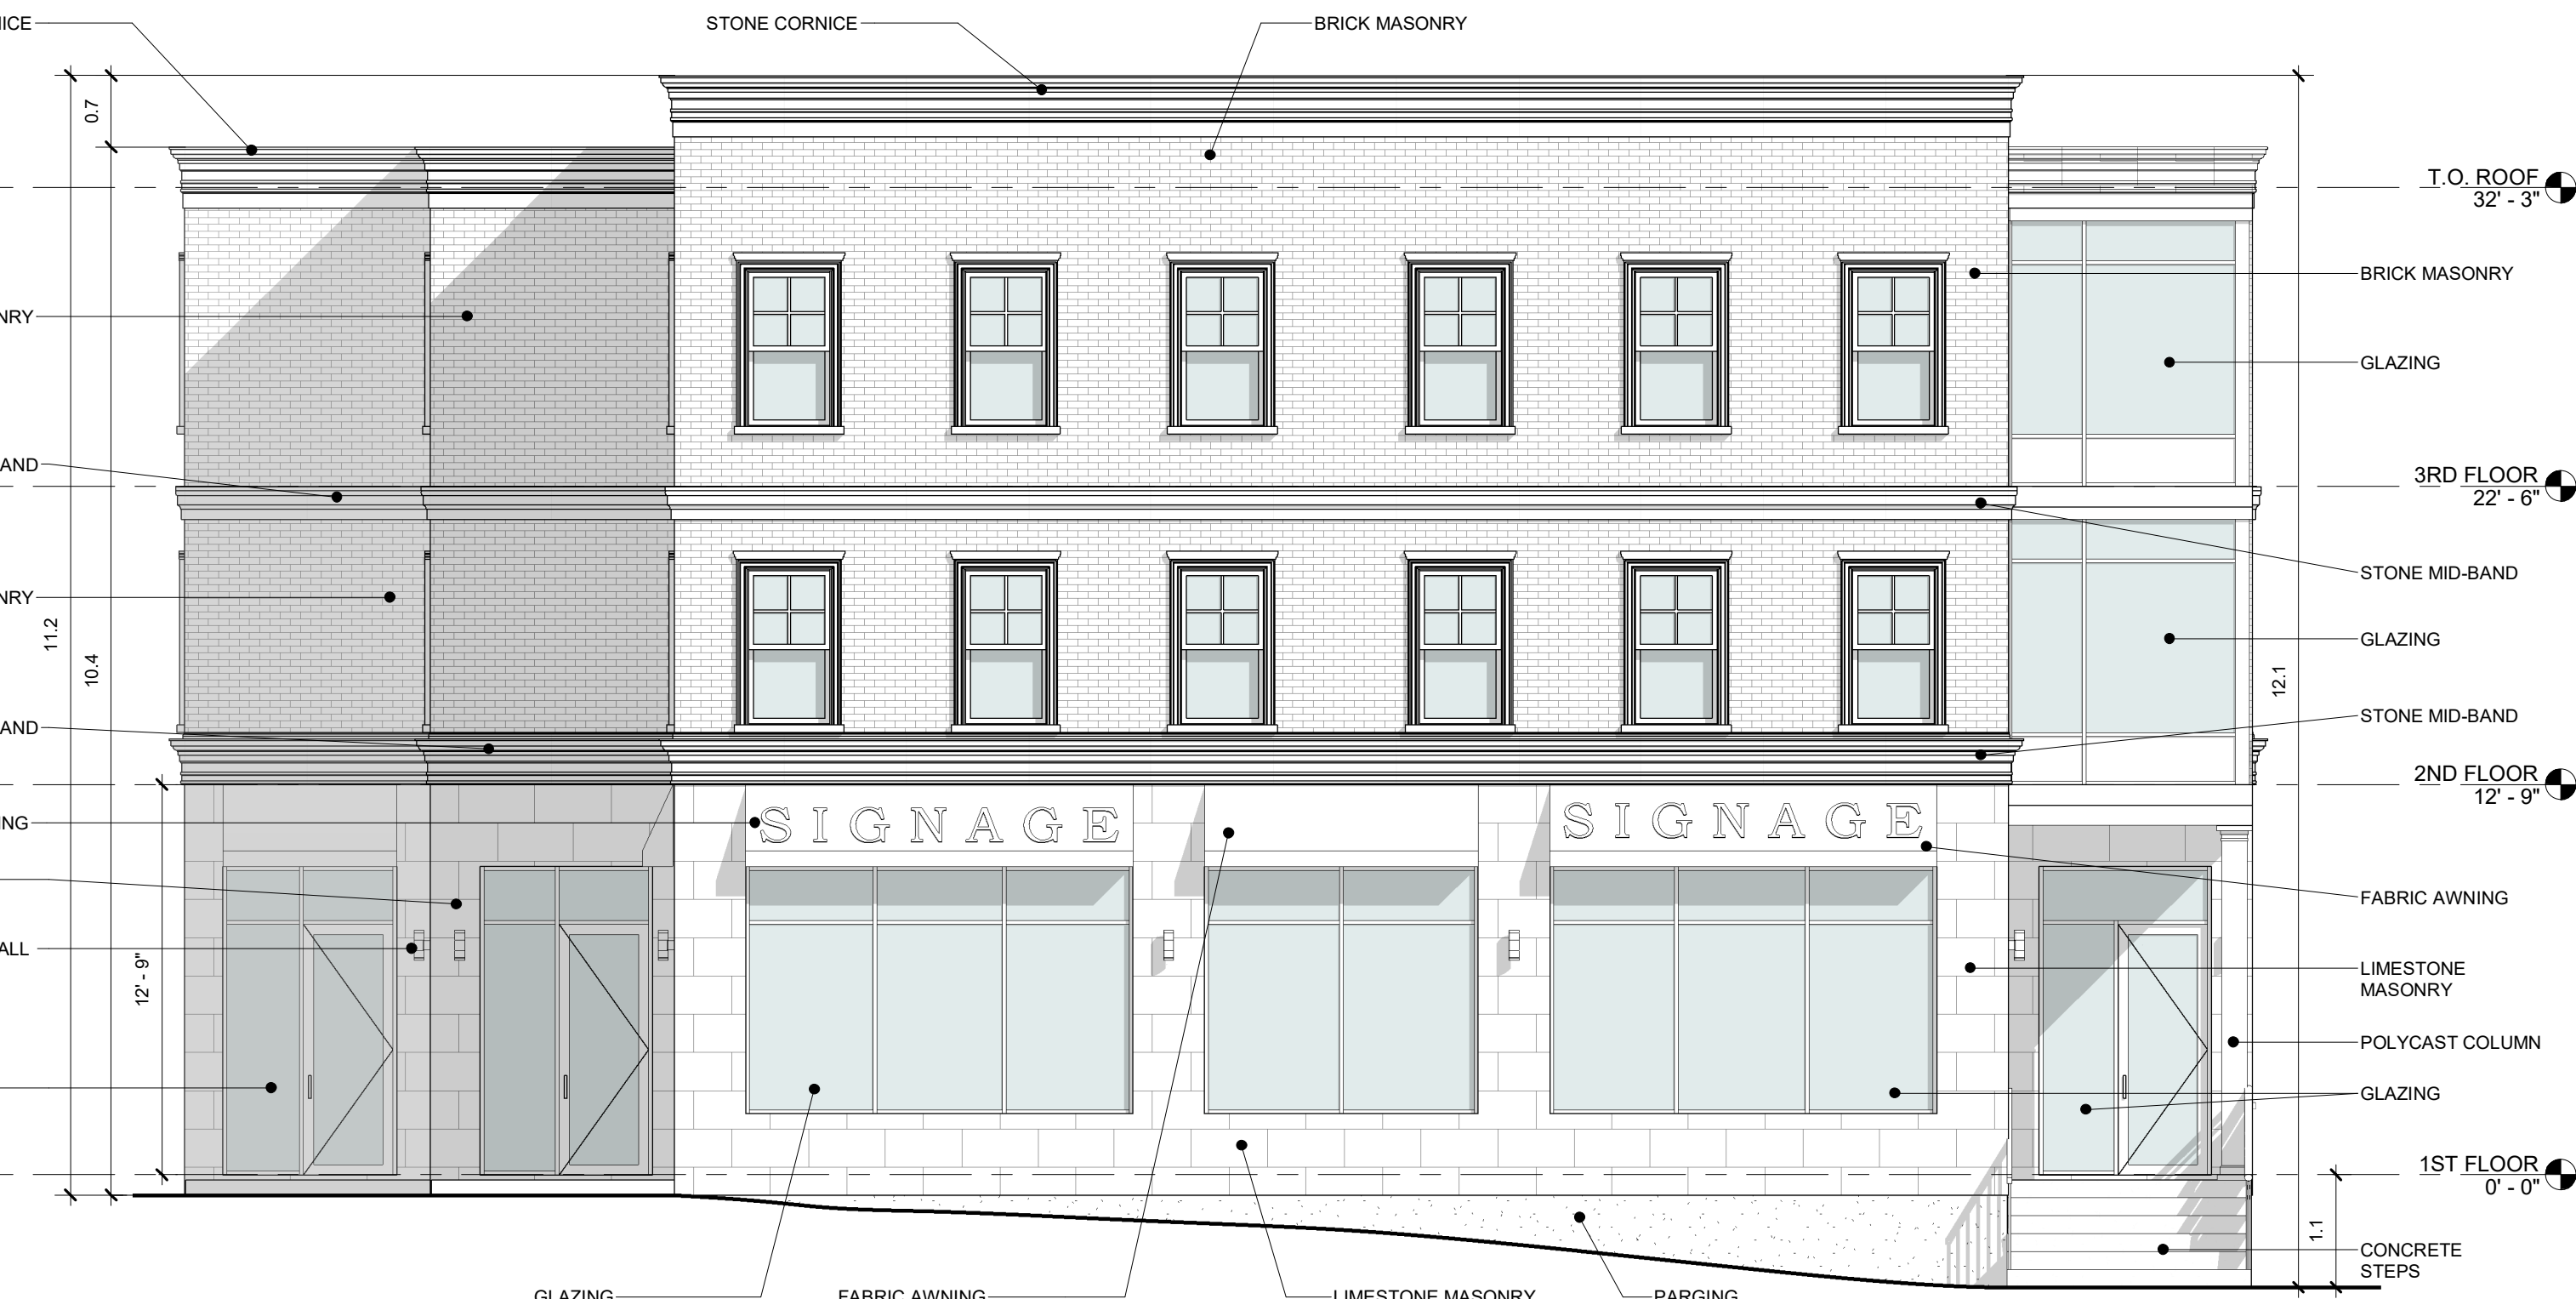 NICE
STONE CORNICE
BRICK MASONRY
0.7
T.O. ROOF
32' - 3"
BRICK MASONRY
NRY
GLAZING
AND
3RD FLOOR
22' - 6"
STONE MID-BAND
NRY
11.2
10.4
GLAZING
12.1
AND
STONE MID-BAND
2ND FLOOR
12' - 9"
NG
SIGNAGE
SIGNAGE
FABRIC AWNING
ALL
12' - 9"
LIMESTONE
MASONRY
POLYCAST COLUMN
GLAZING
1ST FLOOR
0' - 0"
1.1
CONCRETE
STEPS
GLAZING
FABRIC AWNING
LIMESTONE MASONRY
PARGING